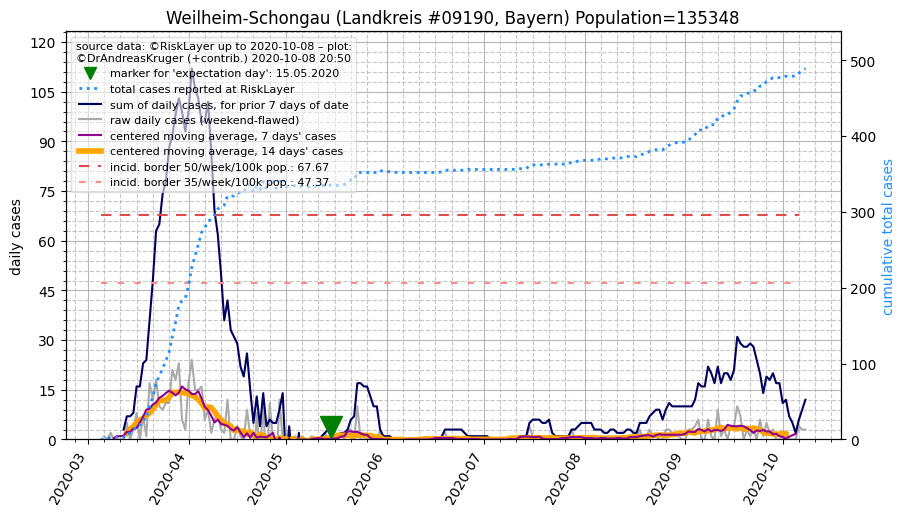 Weilheim-Schongau (Landkreis #09190, Bayern) Population=135348
source data: ©RiskLayer up to 2020-10-08 – plot:
©DrAndreasKruger (+contrib.) 2020-10-08 20:50
marker for 'expectation day': 15.05.2020
total cases reported at RiskLayer
sum of daily cases, for prior 7 days of date
raw daily cases (weekend-flawed)
centered moving average, 7 days' cases
centered moving average, 14 days' cases
incid. border 50/week/100k pop.: 67.67
incid. border 35/week/100k pop.: 47.37
daily cases
120
105
90
75
60
45
30
15
0
cumulative total cases
500
400
300
200
100
0
2020-03
2020-04
2020-05
2020-06
2020-07
2020-08
2020-09
2020-10